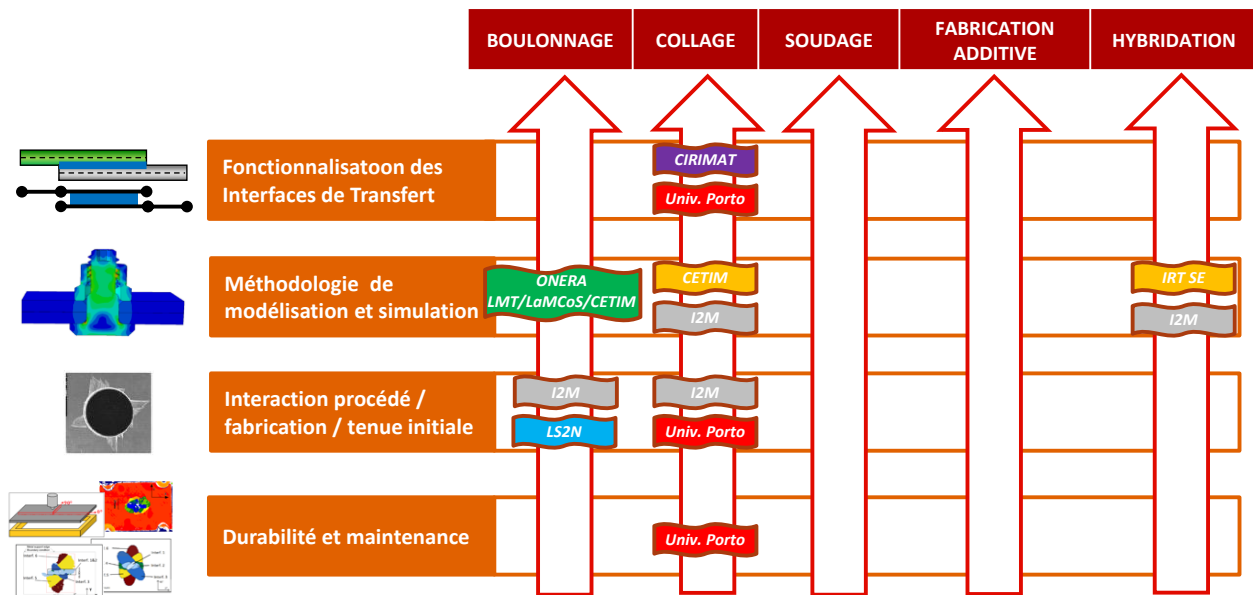 BOULONNAGE
COLLAGE
SOUDAGE
FABRICATION
ADDITIVE
HYBRIDATION
Fonctionnalisatoon des
Interfaces de Transfert
CIRIMAT
Univ. Porto
Méthodologie de
modélisation et simulation
ONERA
LMT/LaMCoS/CETIM
CETIM
I2M
IRT SE
I2M
Interaction procédé /
fabrication / tenue initiale
I2M
LS2N
I2M
Univ. Porto
Durabilité et maintenance
Univ. Porto